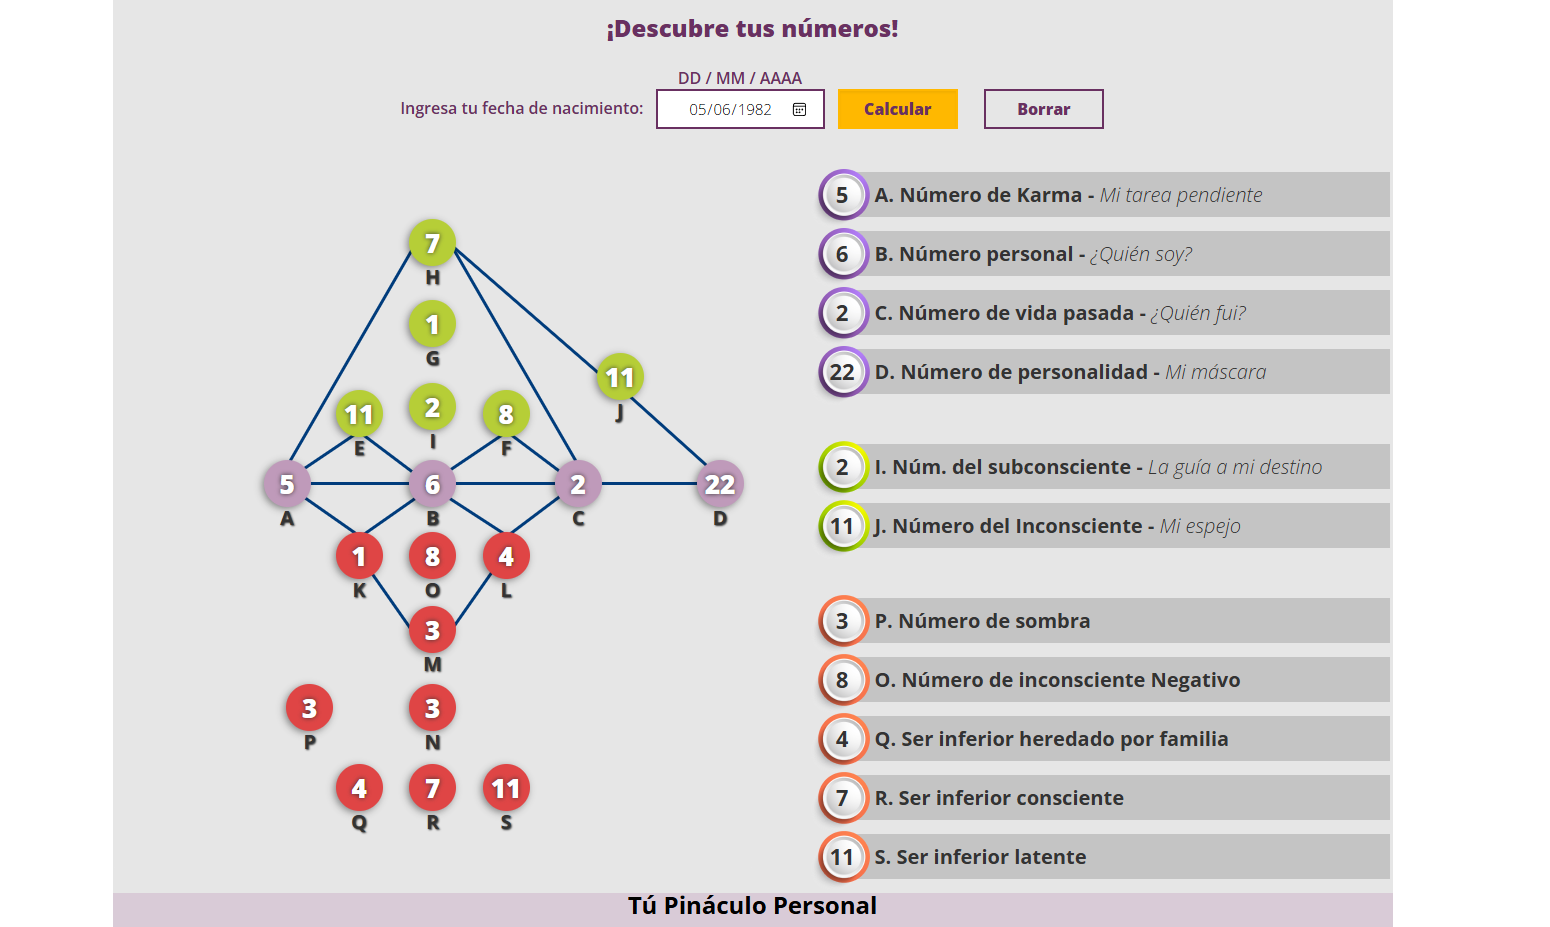 ¡Descubre tus números!
DD / MM / AAAA
Ingresa tu fecha de nacimiento: 05/06/1982 Calcular Borrar
7
H
1
G
11
J
11
E
2
I
8
F
5
A
6
B
2
C
22
D
1
K
8
O
4
L
3
M
3
P
3
N
4
Q
7
R
11
S
5 A. Número de Karma - Mi tarea pendiente
6 B. Número personal - ¿Quién soy?
2 C. Número de vida pasada - ¿Quién fui?
22 D. Número de personalidad - Mi máscara
2 I. Núm. del subconsciente - La guía a mi destino
11 J. Número del Inconsciente - Mi espejo
3 P. Número de sombra
8 O. Número de inconsciente Negativo
4 Q. Ser inferior heredado por familia
7 R. Ser inferior consciente
11 S. Ser inferior latente
Tú Pináculo Personal